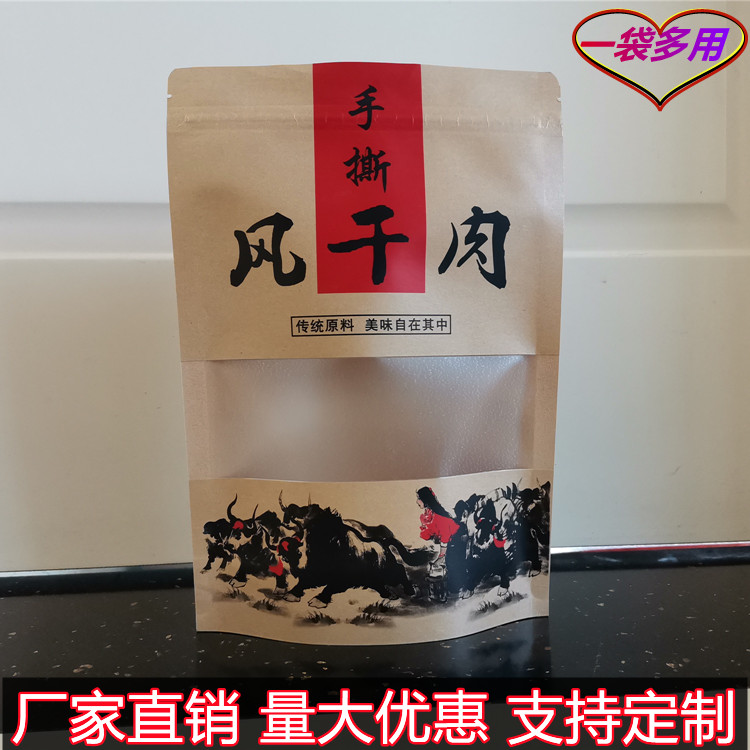 一袋多用
手撕
风干肉
传统原料 美味自在其中
厂家直销 量大优惠 支持定制